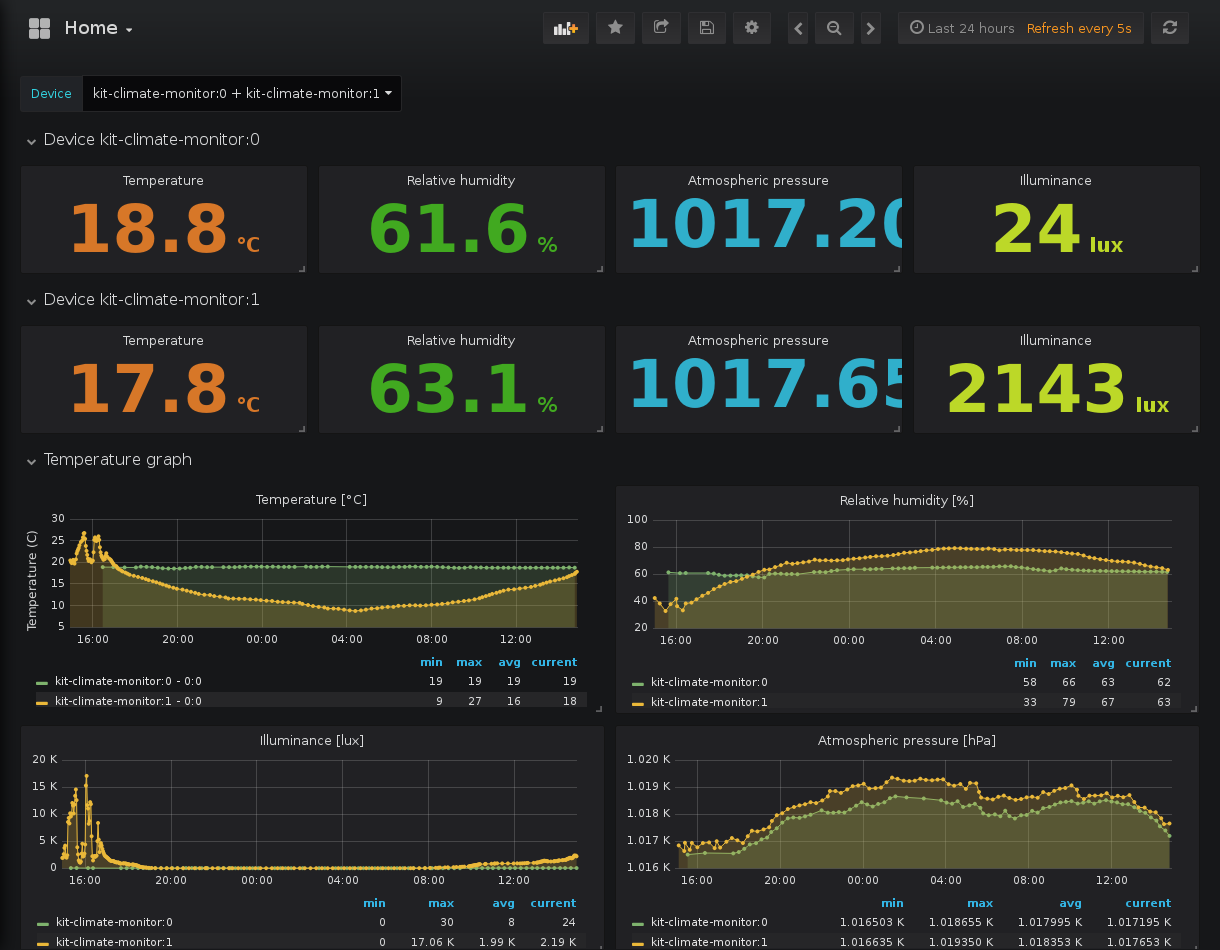 Home
Last 24 hours Refresh every 5s
Device kit-climate-monitor:0 + kit-climate-monitor:1
Device kit-climate-monitor:0
Temperature Relative humidity Atmospheric pressure Illuminance
18.8 °C 61.6 % 1017.20 24 lux
Device kit-climate-monitor:1
Temperature Relative humidity Atmospheric pressure Illuminance
17.8 °C 63.1 % 1017.65 2143 lux
Temperature graph
Temperature [°C]
Temperature (C)
30
25
20
15
10
5
16:00 20:00 00:00 04:00 08:00 12:00
min max avg current
kit-climate-monitor:0 - 0:0 19 19 19 19
kit-climate-monitor:1 - 0:0 9 27 16 18
Relative humidity [%]
100
80
60
40
20
16:00 20:00 00:00 04:00 08:00 12:00
min max avg current
kit-climate-monitor:0 58 66 63 62
kit-climate-monitor:1 33 79 67 63
Illuminance [lux]
20 K
15 K
10 K
5 K
0
16:00 20:00 00:00 04:00 08:00 12:00
min max avg current
kit-climate-monitor:0 0 30 8 24
kit-climate-monitor:1 0 17.06 K 1.99 K 2.19 K
Atmospheric pressure [hPa]
1.020 K
1.019 K
1.018 K
1.017 K
1.016 K
16:00 20:00 00:00 04:00 08:00 12:00
min max avg current
kit-climate-monitor:0 1.016503 K 1.018655 K 1.017995 K 1.017195 K
kit-climate-monitor:1 1.016635 K 1.019350 K 1.018353 K 1.017653 K